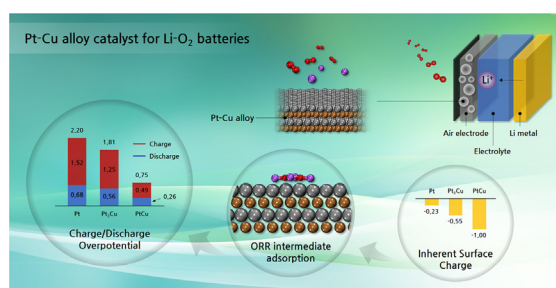 Pt-Cu alloy catalyst for Li-O₂ batteries
Li⁺
Pt-Cu alloy
Air electrode
Li metal
Electrolyte
2,20
1,81
Charge
Discharge
1,52
1,25
0,75
0,49
0,68
0,56
0,26
Pt
Pt₃Cu
PtCu
Charge/Discharge
Overpotential
ORR intermediate
adsorption
Pt
Pt₃Cu
PtCu
-0,23
-0,55
-1,00
Inherent Surface
Charge